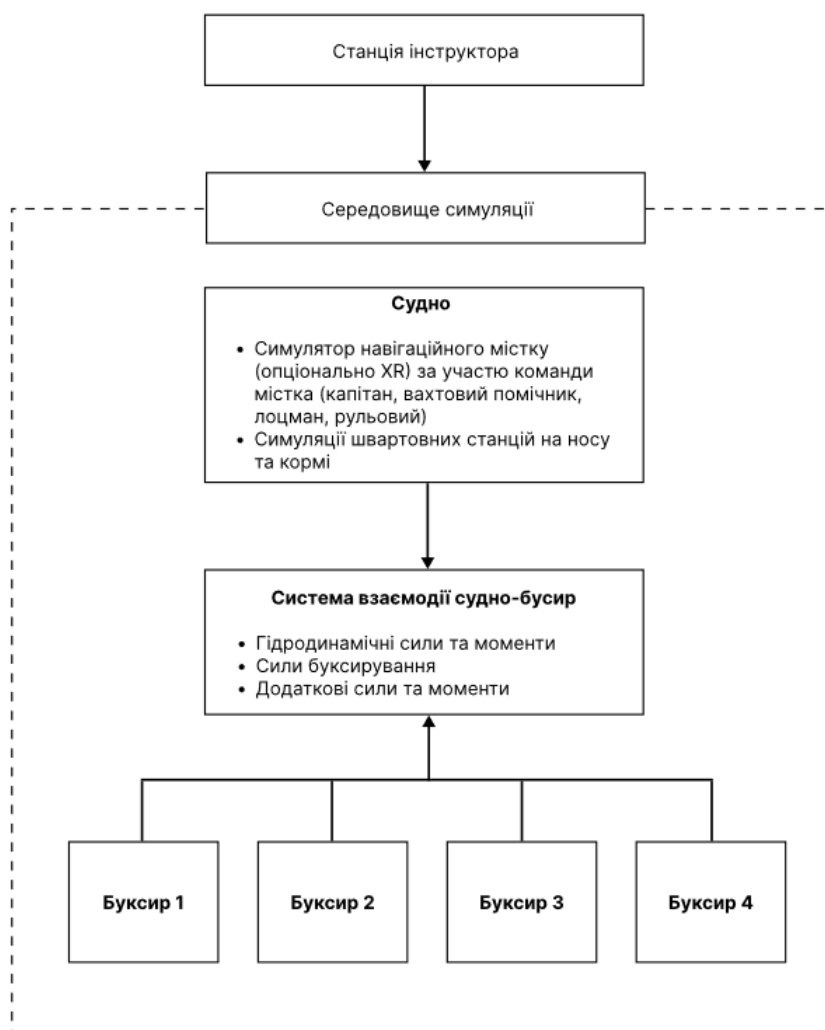 Станція інструктора
Середовище симуляції
Судно
• Симулятор навігаційного містку
(опціонально XR) за участю команди
містка (капітан, вахтовий помічник,
лоцман, рульовий)
• Симуляції швартовних станцій на носу
та кормі
Система взаємодії судно-бусир
• Гідродинамічні сили та моменти
• Сили буксирування
• Додаткові сили та моменти
Буксир 1
Буксир 2
Буксир 3
Буксир 4